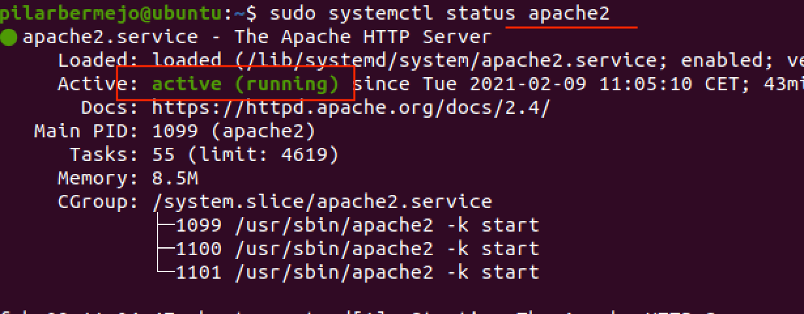 pilarbermejo@ubuntu:~$ sudo systemctl status apache2
● apache2.service - The Apache HTTP Server
Loaded: loaded (/lib/systemd/system/apache2.service; enabled; ve
Active: active (running) since Tue 2021-02-09 11:05:10 CET; 43mi
Docs: https://httpd.apache.org/docs/2.4/
Main PID: 1099 (apache2)
Tasks: 55 (limit: 4619)
Memory: 8.5M
CGroup: /system.slice/apache2.service
├─1099 /usr/sbin/apache2 -k start
├─1100 /usr/sbin/apache2 -k start
└─1101 /usr/sbin/apache2 -k start